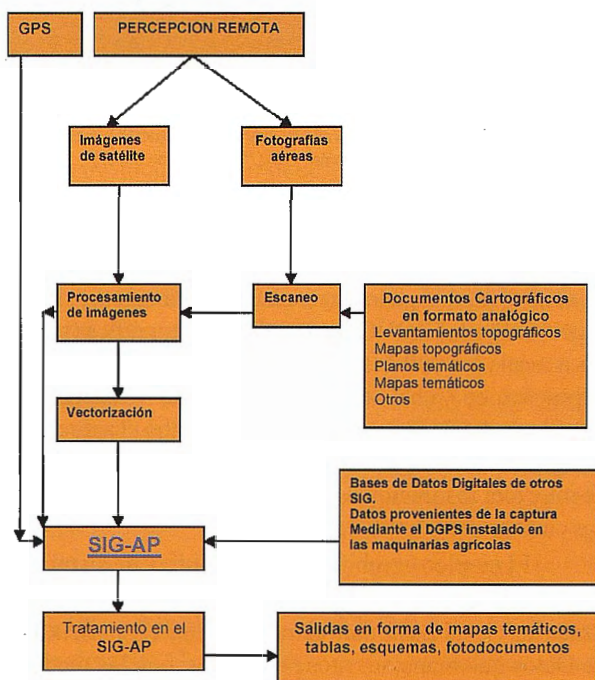 GPS
PERCEPCION REMOTA
Imágenes
de satélite
Fotografías
aéreas
Procesamiento
de imágenes
Escaneo
Documentos Cartográficos
en formato analógico
Levantamientos topográficos
Mapas topográficos
Planos temáticos
Mapas temáticos
Otros
Vectorización
Bases de Datos Digitales de otros
SIG.
Datos provenientes de la captura
Mediante el DGPS instalado en
las maquinarias agrícolas
SIG-AP
Tratamiento en el
SIG-AP
Salidas en forma de mapas temáticos,
tablas, esquemas, fotodocumentos